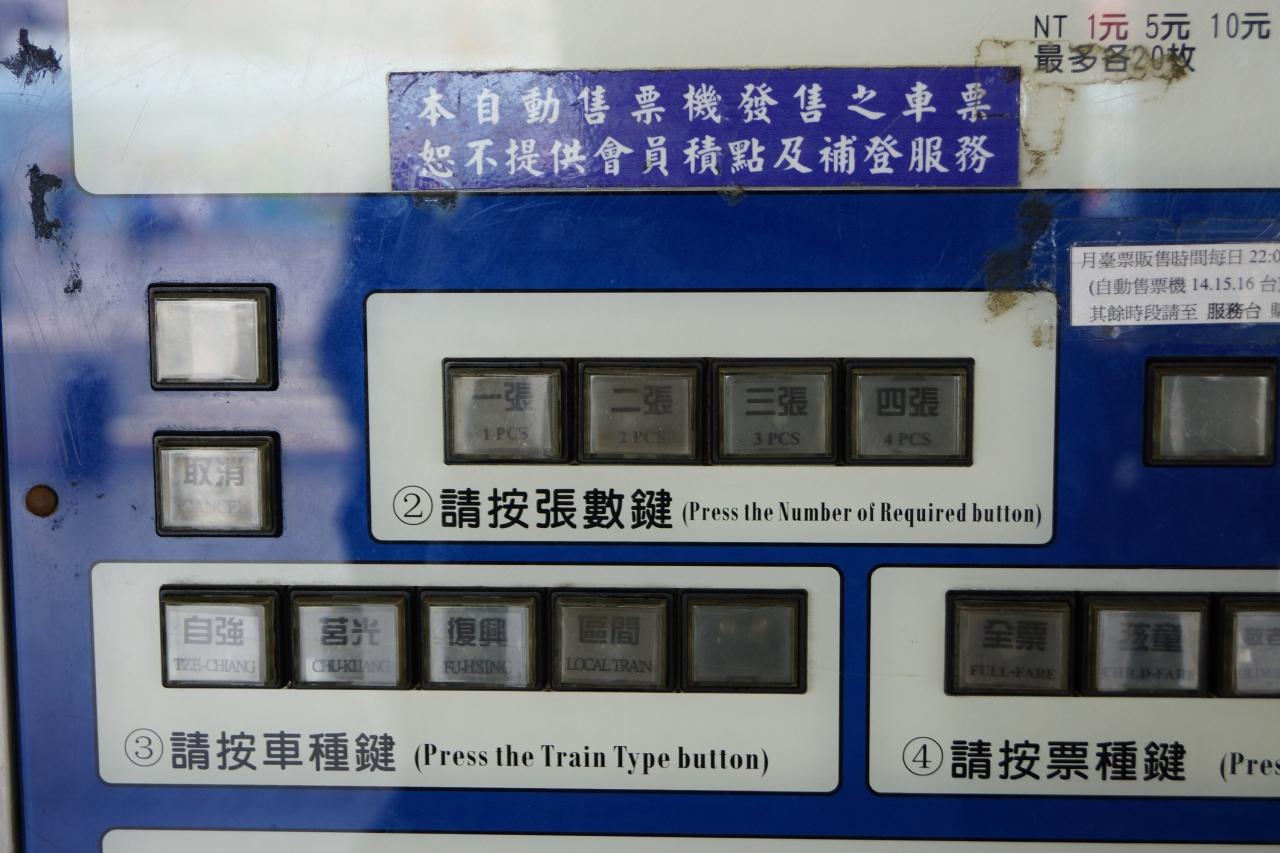 NT 1元 5元 10元
最多各20枚
本自動售票機發售之車票
恕不提供會員積點及補登服務
月臺票販售時間每日 22:0
(自動售票機 14.15.16 台
其餘時段請至 服務台
一張 二張 三張 四張
1 PCS 2 PCS 3 PCS 4 PCS
取消
CANCEL
②請按張數鍵 (Press the Number of Required button)
自強 莒光 復興 區間
TZE-CHIANG CHU-KUANG FU-HSING LOCAL TRAIN
③請按車種鍵 (Press the Train Type button)
全票 孩童 敬老
FULL-FARE CHILD-FARE
④請按票種鍵 (Pres